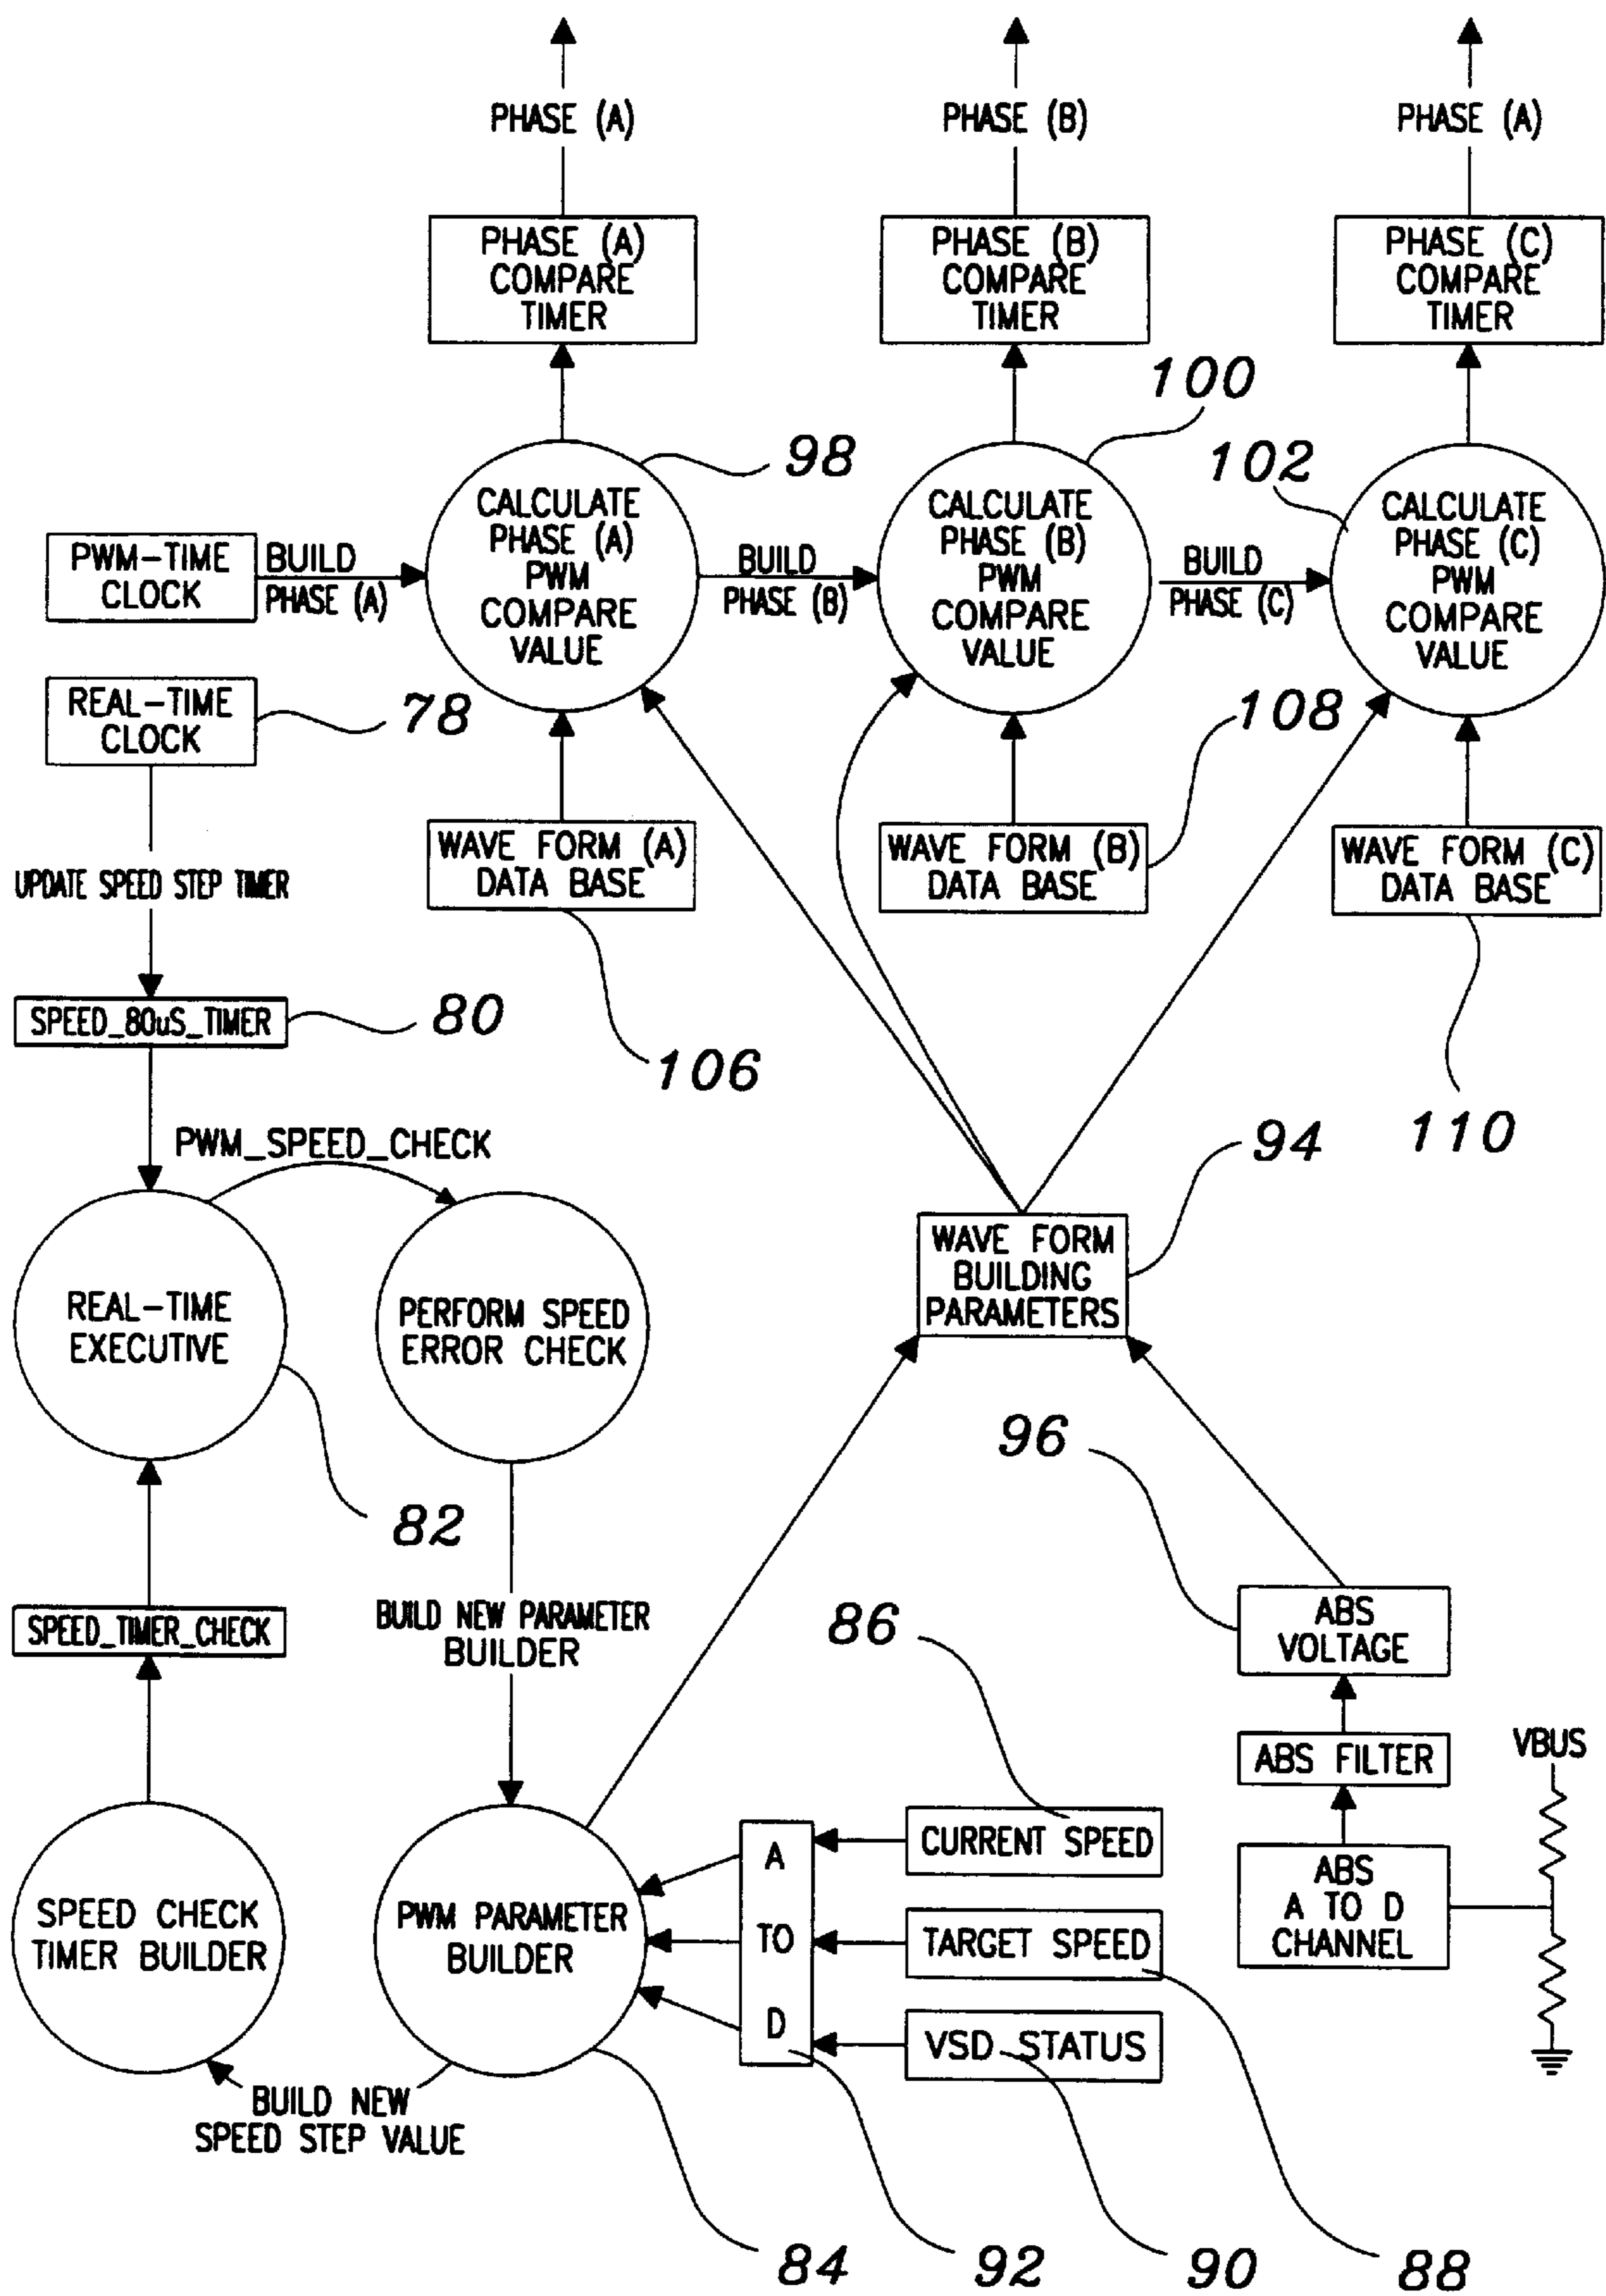 PHASE (A)
PHASE (B)
PHASE (A)
PHASE (A)
COMPARE
TIMER
PHASE (B)
COMPARE
TIMER
PHASE (C)
COMPARE
TIMER
98
100
102
PWM-TIME
CLOCK
BUILD
PHASE (A)
CALCULATE
PHASE (A)
PWM
COMPARE
VALUE
BUILD
PHASE (B)
CALCULATE
PHASE (B)
PWM
COMPARE
VALUE
BUILD
PHASE (C)
CALCULATE
PHASE (C)
PWM
COMPARE
VALUE
REAL-TIME
CLOCK
78
108
WAVE FORM (A)
DATA BASE
WAVE FORM (B)
DATA BASE
WAVE FORM (C)
DATA BASE
UPDATE SPEED STEP TIMER
SPEED_80uS_TIMER
80
106
110
PWM_SPEED_CHECK
94
REAL-TIME
EXECUTIVE
PERFORM SPEED
ERROR CHECK
WAVE FORM
BUILDING
PARAMETERS
82
96
SPEED_TIMER_CHECK
BUILD NEW PARAMETER
BUILDER
86
ABS
VOLTAGE
ABS FILTER
VBUS
SPEED CHECK
TIMER BUILDER
PWM PARAMETER
BUILDER
A
TO
D
CURRENT SPEED
TARGET SPEED
VSD STATUS
ABS
A TO D
CHANNEL
BUILD NEW
SPEED STEP VALUE
84
92
90
88